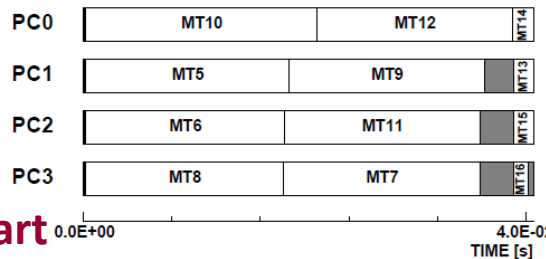 PC0 MT10 MT12 MT14
PC1 MT5 MT9 MT13
PC2 MT6 MT11 MT15
PC3 MT8 MT7 MT16
art 0.0E+00
TIME [s]